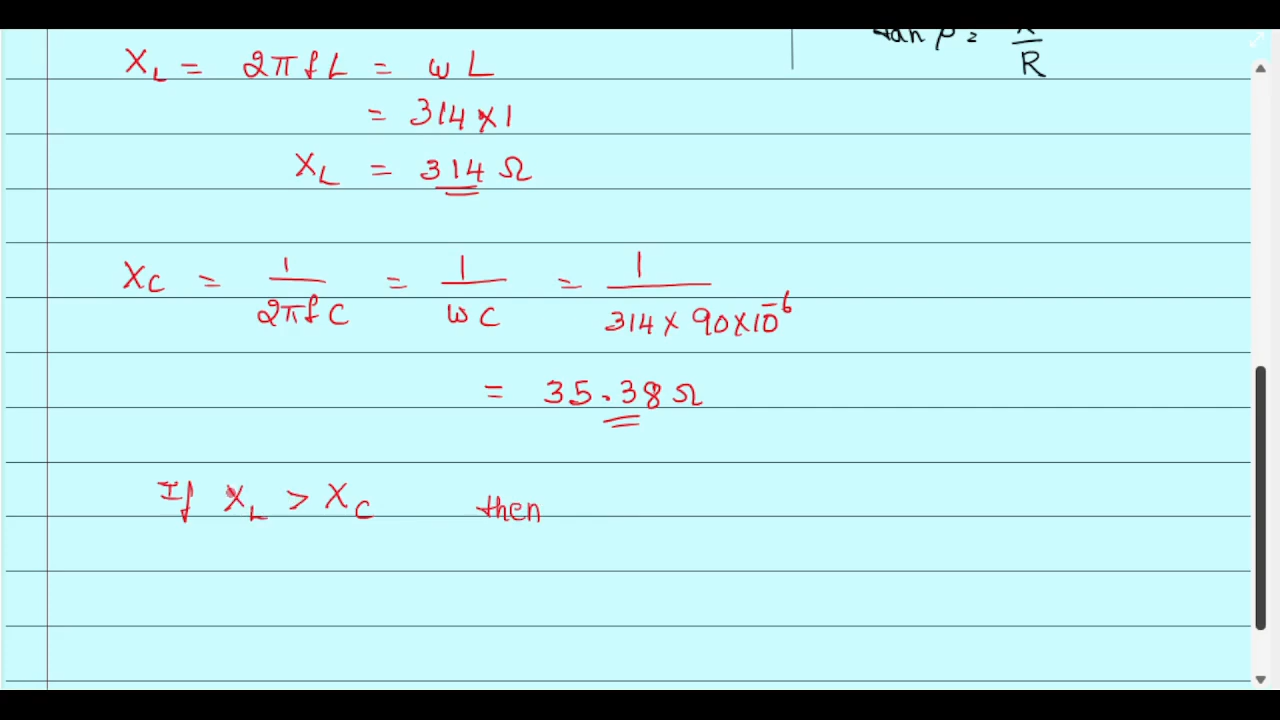 tan φ = X/R
X_L = 2πfL = ωL
= 314 × 1
X_L = 314 Ω
X_C = 1/2πfC = 1/ωC = 1/314 × 90 × 10⁻⁶
= 35.38 Ω
If X_L > X_C then